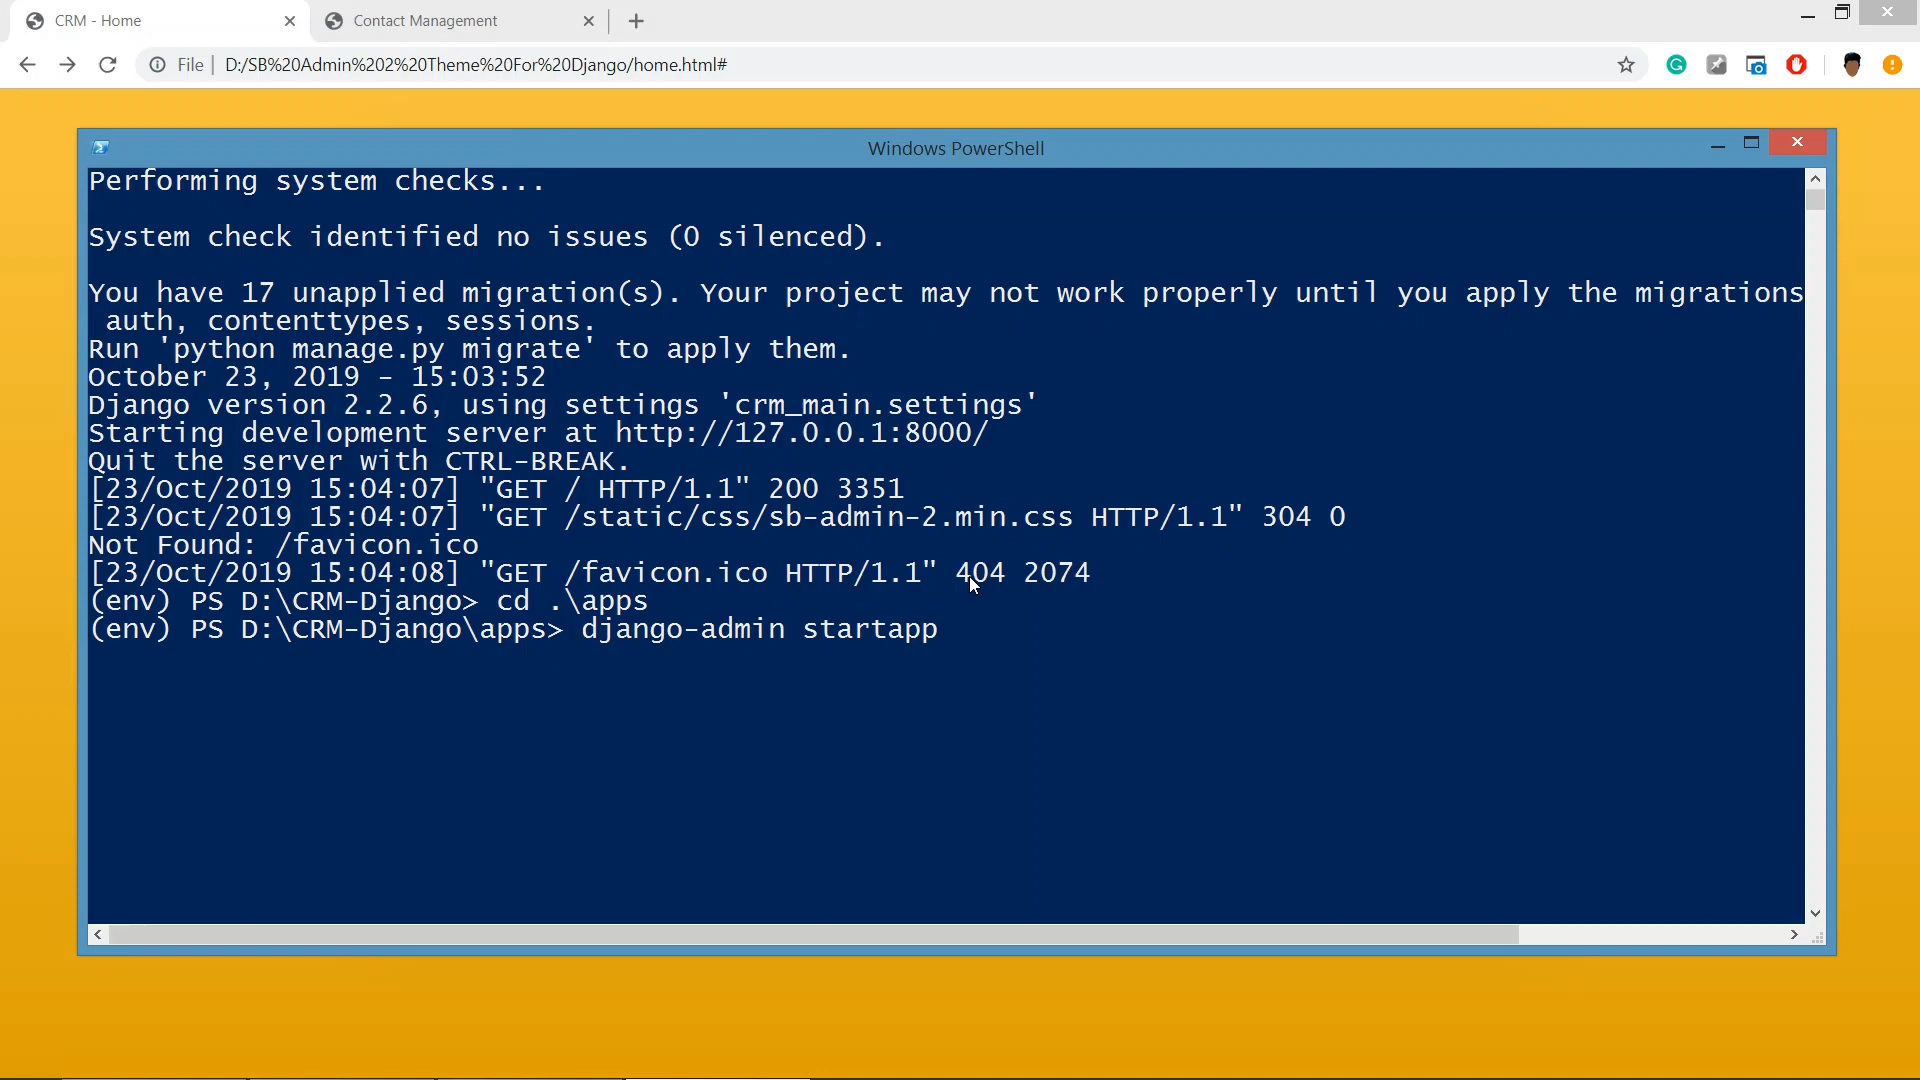 CRM - Home
Contact Management
File
D:/SB%20Admin%202%20Theme%20For%20Django/home.html#
Windows PowerShell
Performing system checks...
System check identified no issues (0 silenced).
You have 17 unapplied migration(s). Your project may not work properly until you apply the migrations
auth, contenttypes, sessions.
Run 'python manage.py migrate' to apply them.
October 23, 2019 - 15:03:52
Django version 2.2.6, using settings 'crm_main.settings'
Starting development server at http://127.0.0.1:8000/
Quit the server with CTRL-BREAK.
[23/Oct/2019 15:04:07] "GET / HTTP/1.1" 200 3351
[23/Oct/2019 15:04:07] "GET /static/css/sb-admin-2.min.css HTTP/1.1" 304 0
Not Found: /favicon.ico
[23/Oct/2019 15:04:08] "GET /favicon.ico HTTP/1.1" 404 2074
(env) PS D:\CRM-Django> cd .\apps
(env) PS D:\CRM-Django\apps> django-admin startapp